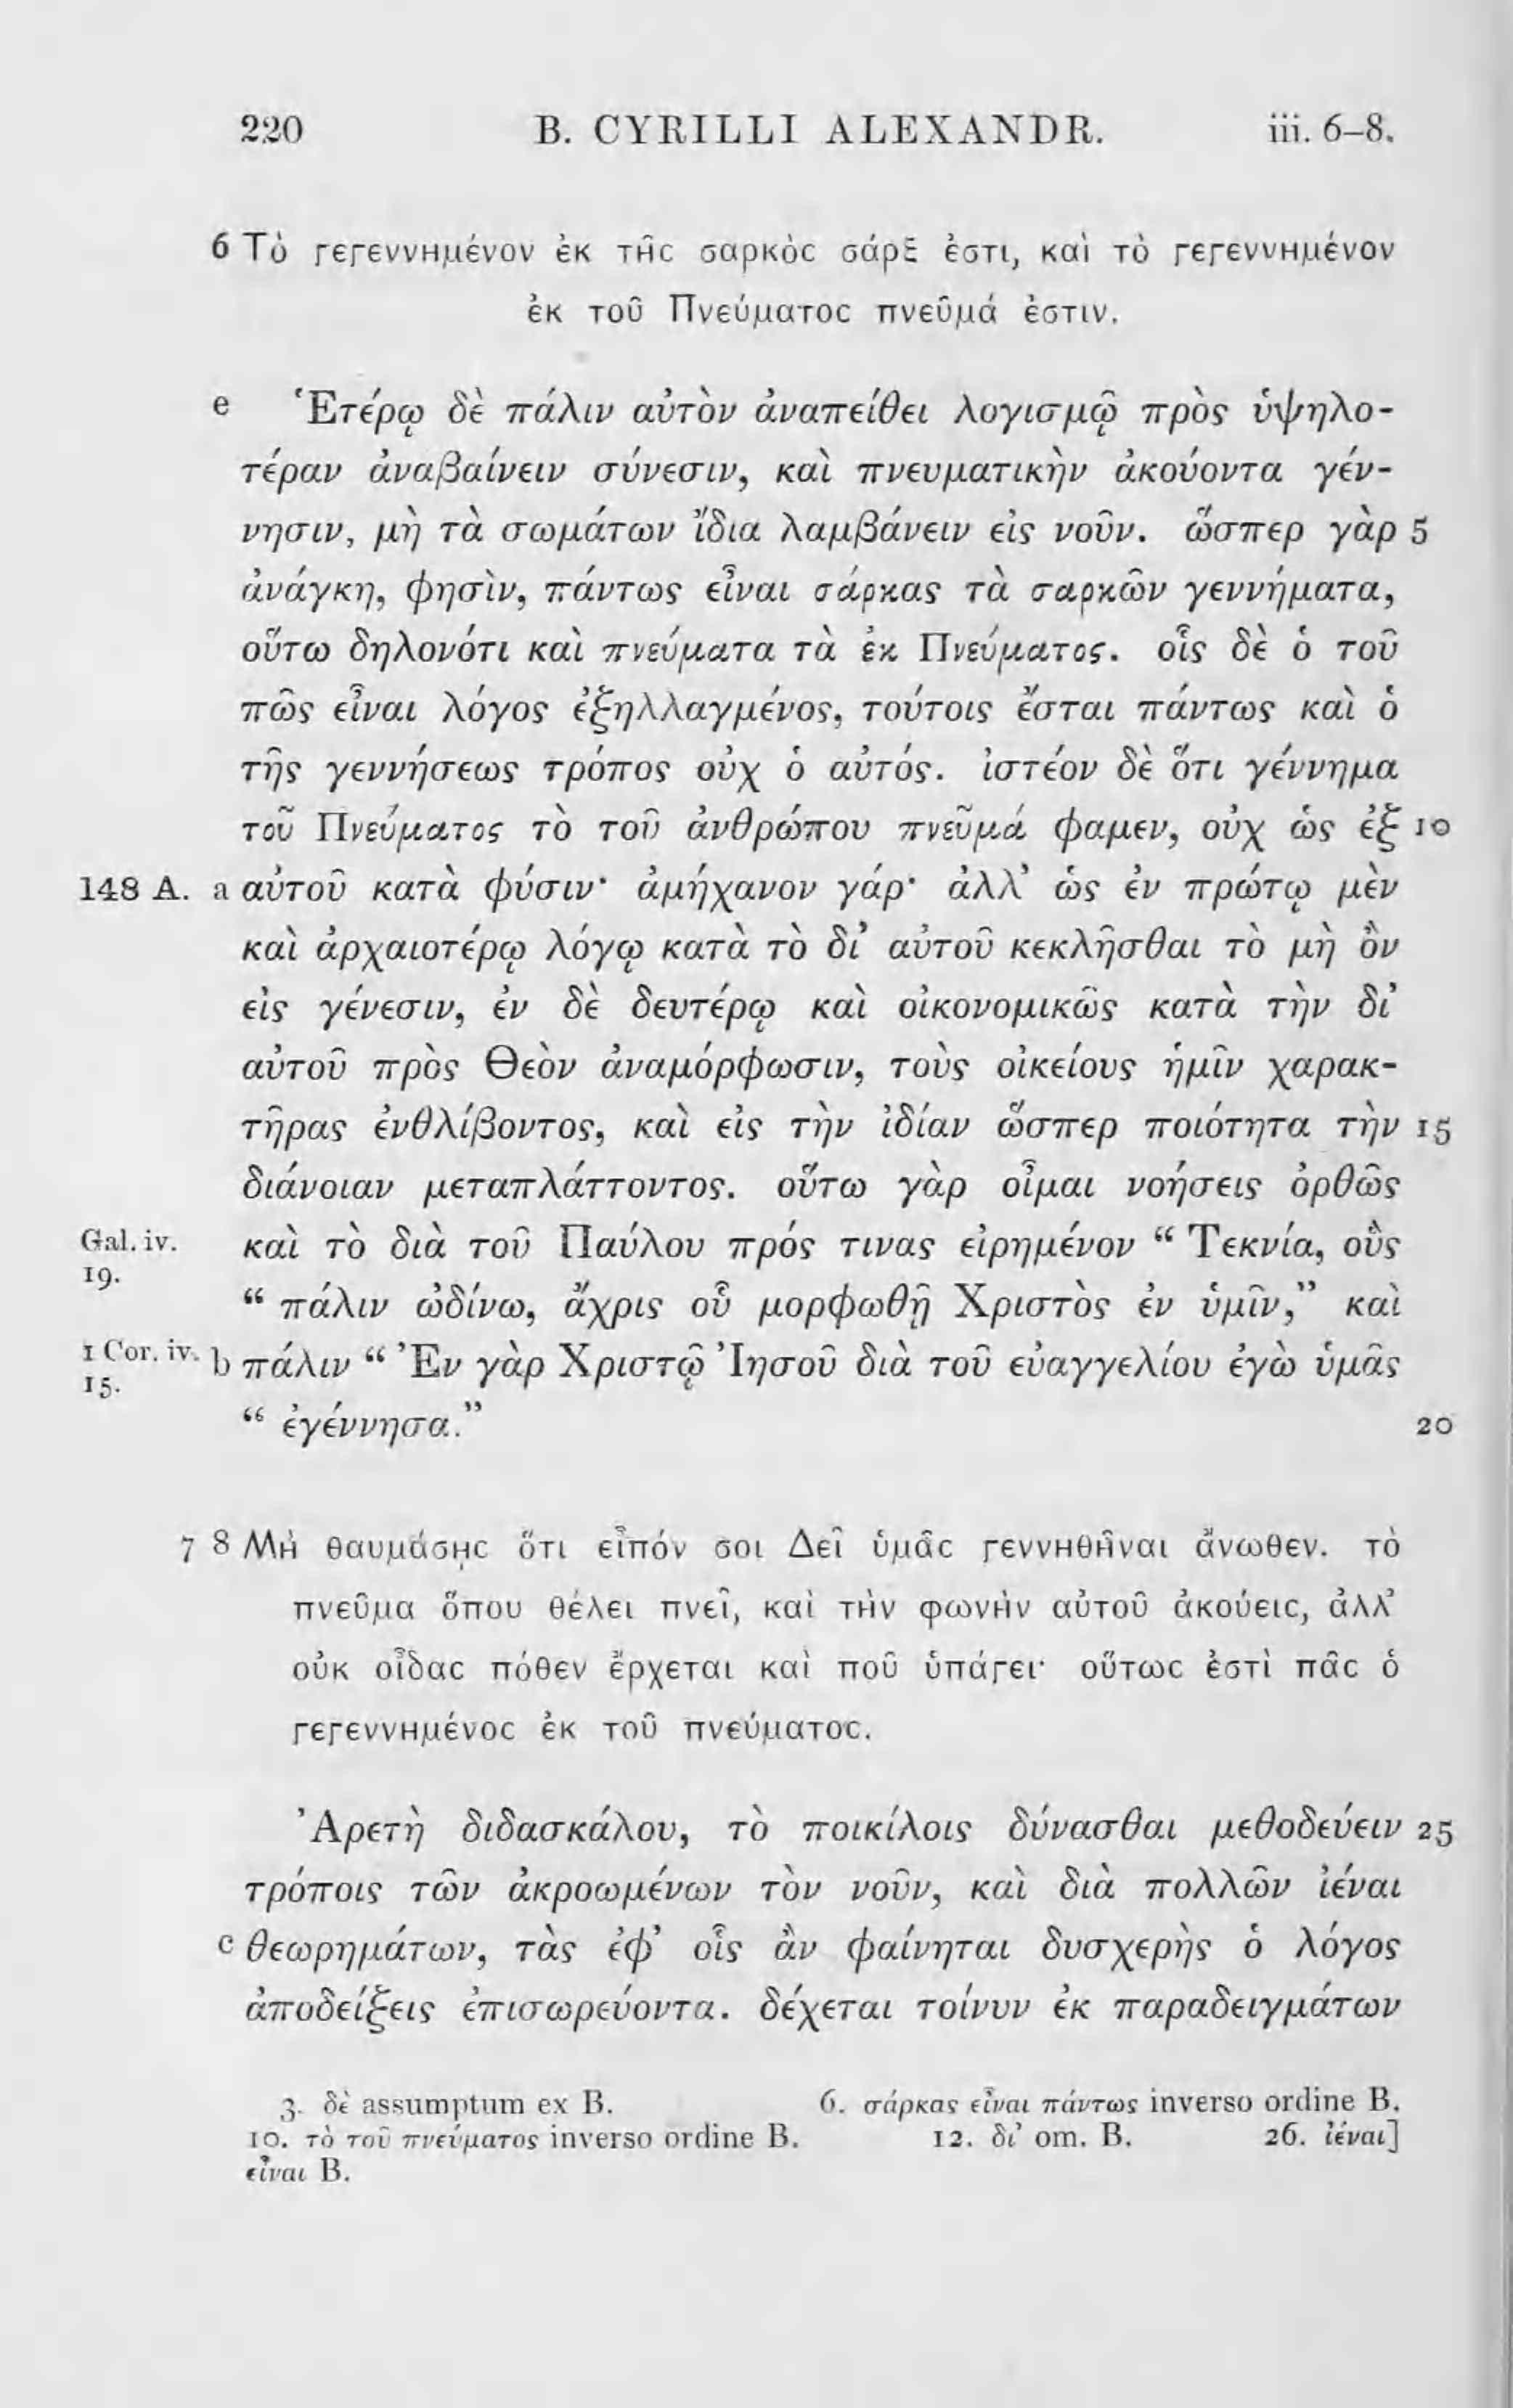 220 B. CYRILLI ALEXANDR. iii. 6–8.
6 Τὸ γεγεννημένον ἐκ τῆς σαρκὸς σάρξ ἐστι, καὶ τὸ γεγεννημένον
ἐκ τοῦ Πνεύματος πνεῦμά ἐστιν.
e Ἑτέρῳ δὲ πάλιν αὐτὸν ἀναπείθει λογισμῷ πρὸς ὑψηλο-
τέραν ἀναβαίνειν σύνεσιν, καὶ πνευματικὴν ἀκούοντα γέν-
νησιν, μὴ τὰ σωμάτων ἴδια λαμβάνειν εἰς νοῦν. ὥσπερ γὰρ 5
ἀνάγκη, φησὶν, πάντως εἶναι σάρκας τὰ σαρκῶν γεννήματα,
οὕτω δηλονότι καὶ πνεύματα τὰ ἐκ Πνεύματος. οἷς δὲ ὁ τοῦ
πῶς εἶναι λόγος ἐξηλλαγμένος, τούτοις ἔσται πάντως καὶ ὁ
τῆς γεννήσεως τρόπος οὐχ ὁ αὐτός. ἰστέον δὲ ὅτι γέννημα
τοῦ Πνεύματος τὸ τοῦ ἀνθρώπου πνεῦμά φαμεν, οὐχ ὡς ἐξ 10
148 A. a αὐτοῦ κατὰ φύσιν· ἀμήχανον γάρ· ἀλλ’ ὡς ἐν πρώτῳ μὲν
καὶ ἀρχαιοτέρῳ λόγῳ κατὰ τὸ δι’ αὐτοῦ κεκλῆσθαι τὸ μὴ ὂν
εἰς γένεσιν, ἐν δὲ δευτέρῳ καὶ οἰκονομικῶς κατὰ τὴν δι’
αὐτοῦ πρὸς Θεὸν ἀναμόρφωσιν, τοὺς οἰκείους ἡμῖν χαρακ-
τῆρας ἐνθλίβοντος, καὶ εἰς τὴν ἰδίαν ὥσπερ ποιότητα τὴν 15
διάνοιαν μεταπλάττοντος. οὕτω γὰρ οἶμαι νοήσεις ὀρθῶς
Gal. iv. καὶ τὸ διὰ τοῦ Παύλου πρός τινας εἰρημένον “ Τεκνία, οὓς
19.
“ πάλιν ὠδίνω, ἄχρις οὗ μορφωθῇ Χριστὸς ἐν ὑμῖν,” καὶ
1 Cor. iv. b πάλιν “ Ἐν γὰρ Χριστῷ Ἰησοῦ διὰ τοῦ εὐαγγελίου ἐγὼ ὑμᾶς
15.
“ ἐγέννησα.” 20
7 8 Μὴ θαυμάσῃς ὅτι εἶπόν σοι Δεῖ ὑμᾶς γεννηθῆναι ἄνωθεν. τὸ
πνεῦμα ὅπου θέλει πνεῖ, καὶ τὴν φωνὴν αὐτοῦ ἀκούεις, ἀλλ’
οὐκ οἶδας πόθεν ἔρχεται καὶ ποῦ ὑπάγει· οὕτως ἐστὶ πᾶς ὁ
γεγεννημένος ἐκ τοῦ πνεύματος.
Ἀρετὴ διδασκάλου, τὸ ποικίλοις δύνασθαι μεθοδεύειν 25
τρόποις τῶν ἀκροωμένων τὸν νοῦν, καὶ διὰ πολλῶν ἰέναι
c θεωρημάτων, τὰς ἐφ’ οἷς ἂν φαίνηται δυσχερὴς ὁ λόγος
ἀποδείξεις ἐπισωρεύοντα. δέχεται τοίνυν ἐκ παραδειγμάτων
3. δὲ assumptum ex B. 6. σάρκας εἶναι πάντως inverso ordine B.
10. τὸ τοῦ πνεύματος inverso ordine B. 12. δι’ om. B. 26. ἰέναι]
εἶναι B.